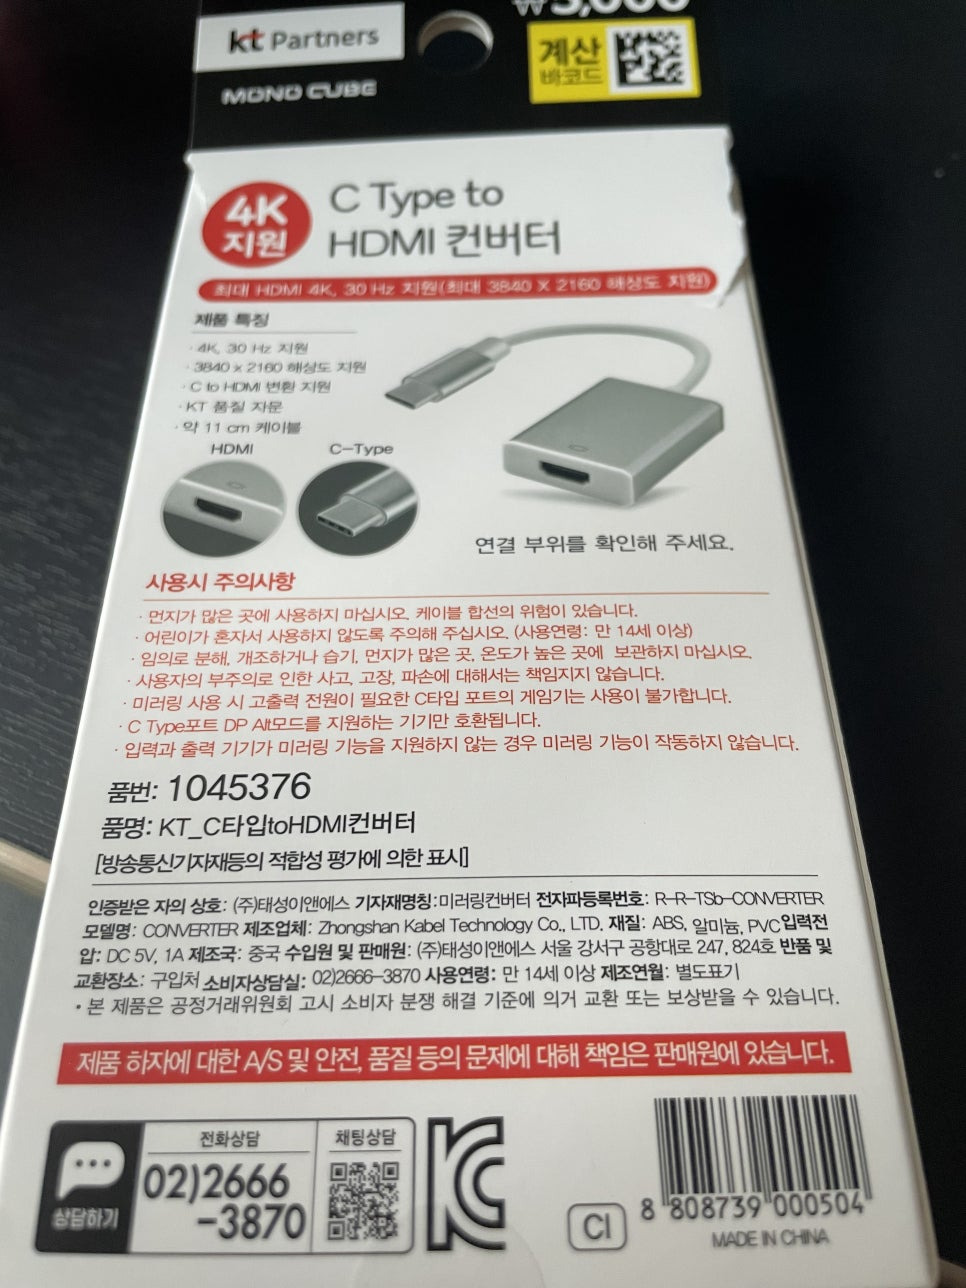 kt Partners
MONO CUBE
계산
바코드
4K
지원
C Type to
HDMI 컨버터
최대 HDMI 4K, 30 Hz 지원(최대 3840 X 2160 해상도 지원)
제품 특징
· 4K, 30 Hz 지원
· 3840 x 2160 해상도 지원
· C to HDMI 변환 지원
· KT 품질 자문
· 약 11 cm 케이블
HDMI
C-Type
연결 부위를 확인해 주세요.
사용시 주의사항
· 먼지가 많은 곳에 사용하지 마십시오. 케이블 합선의 위험이 있습니다.
· 어린이가 혼자서 사용하지 않도록 주의해 주십시오. (사용연령: 만 14세 이상)
· 임의로 분해, 개조하거나 습기, 먼지가 많은 곳, 온도가 높은 곳에 보관하지 마십시오.
· 사용자의 부주의로 인한 사고, 고장, 파손에 대해서는 책임지지 않습니다.
· 미러링 사용 시 고출력 전원이 필요한 C타입 포트의 게임기는 사용이 불가합니다.
· C Type포트 DP Alt모드를 지원하는 기기만 호환됩니다.
· 입력과 출력 기기가 미러링 기능을 지원하지 않는 경우 미러링 기능이 작동하지 않습니다.
품번: 1045376
품명: KT_C타입toHDMI컨버터
[방송통신기자재등의 적합성 평가에 의한 표시]
인증받은 자의 상호: (주)태성이앤에스 기자재명칭: 미러링컨버터 전자파등록번호: R-R-TSb-CONVERTER
모델명: CONVERTER 제조업체: Zhongshan Kabel Technology Co., LTD. 재질: ABS, 알미늄, PVC 입력전
압: DC 5V, 1A 제조국: 중국 수입원 및 판매원: (주)태성이앤에스 서울 강서구 공항대로 247, 824호 반품 및
교환장소: 구입처 소비자상담실: 02)2666-3870 사용연령: 만 14세 이상 제조연월: 별도표기
• 본 제품은 공정거래위원회 고시 소비자 분쟁 해결 기준에 의거 교환 또는 보상받을 수 있습니다.
제품 하자에 대한 A/S 및 안전, 품질 등의 문제에 대해 책임은 판매원에 있습니다.
상담하기
전화상담
02)2666
-3870
채팅상담
CI
8 808739 000504
MADE IN CHINA